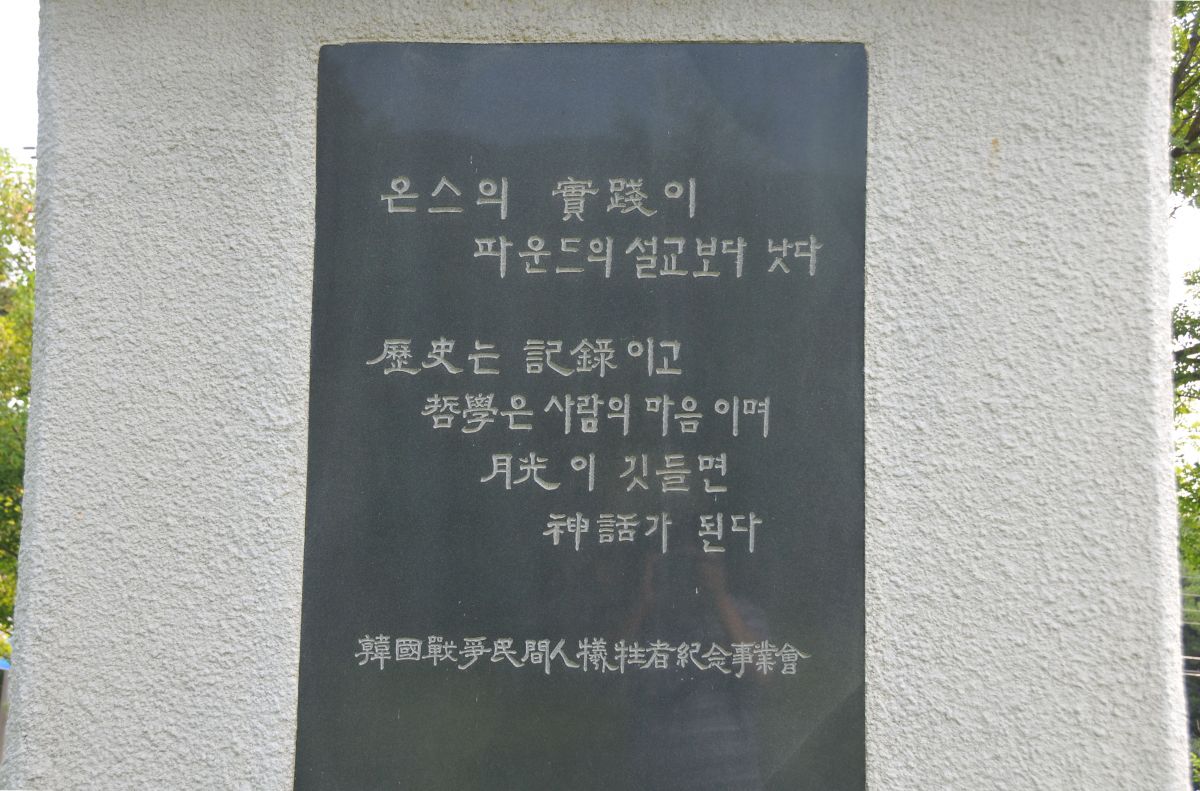 온스의 實踐이
파운드의 설교보다 낫다
歷史는 記錄이고
哲學은 사람의 마음이며
月光이 깃들면
神話가 된다
韓國戰爭民間人犧牲者紀念事業會